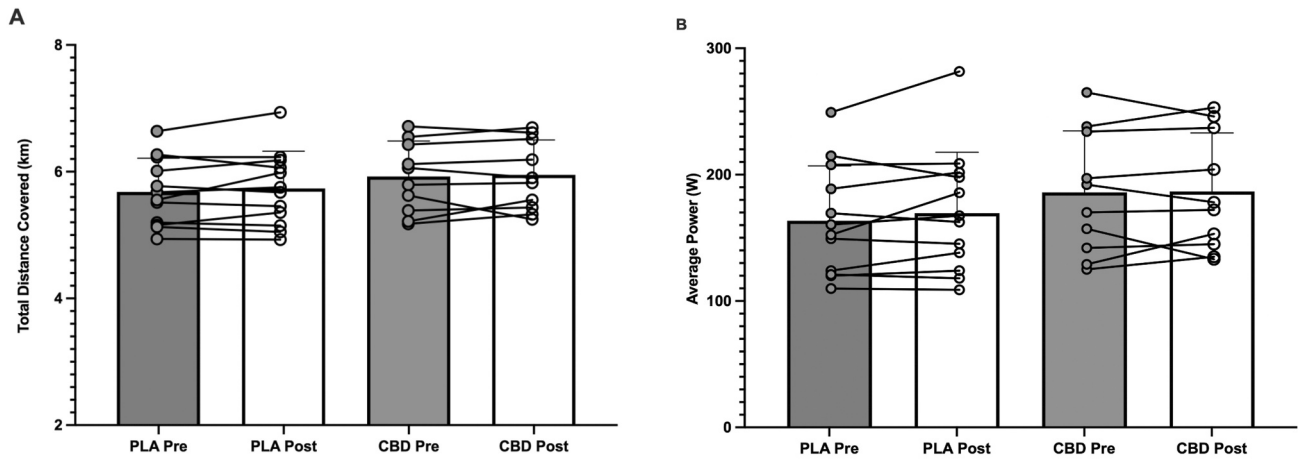 A
Total Distance Covered (km)
8
6
4
2
PLA Pre
PLA Post
CBD Pre
CBD Post
B
Average Power (W)
300
200
100
0
PLA Pre
PLA Post
CBD Pre
CBD Post